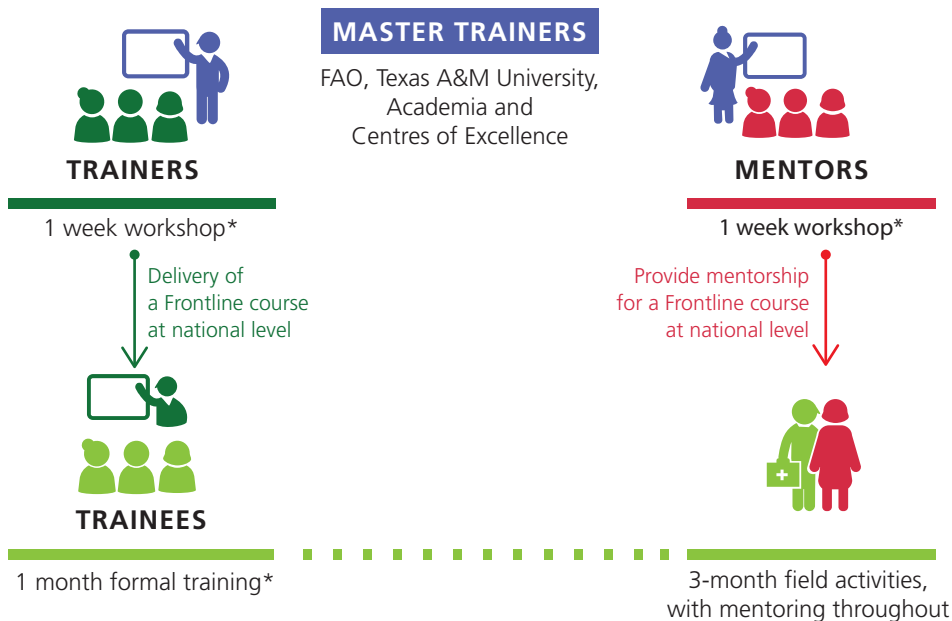 MASTER TRAINERS
FAO, Texas A&M University,
Academia and
Centres of Excellence
TRAINERS
1 week workshop*
Delivery of
a Frontline course
at national level
TRAINEES
1 month formal training*
MENTORS
1 week workshop*
Provide mentorship
for a Frontline course
at national level
3-month field activities,
with mentoring throughout